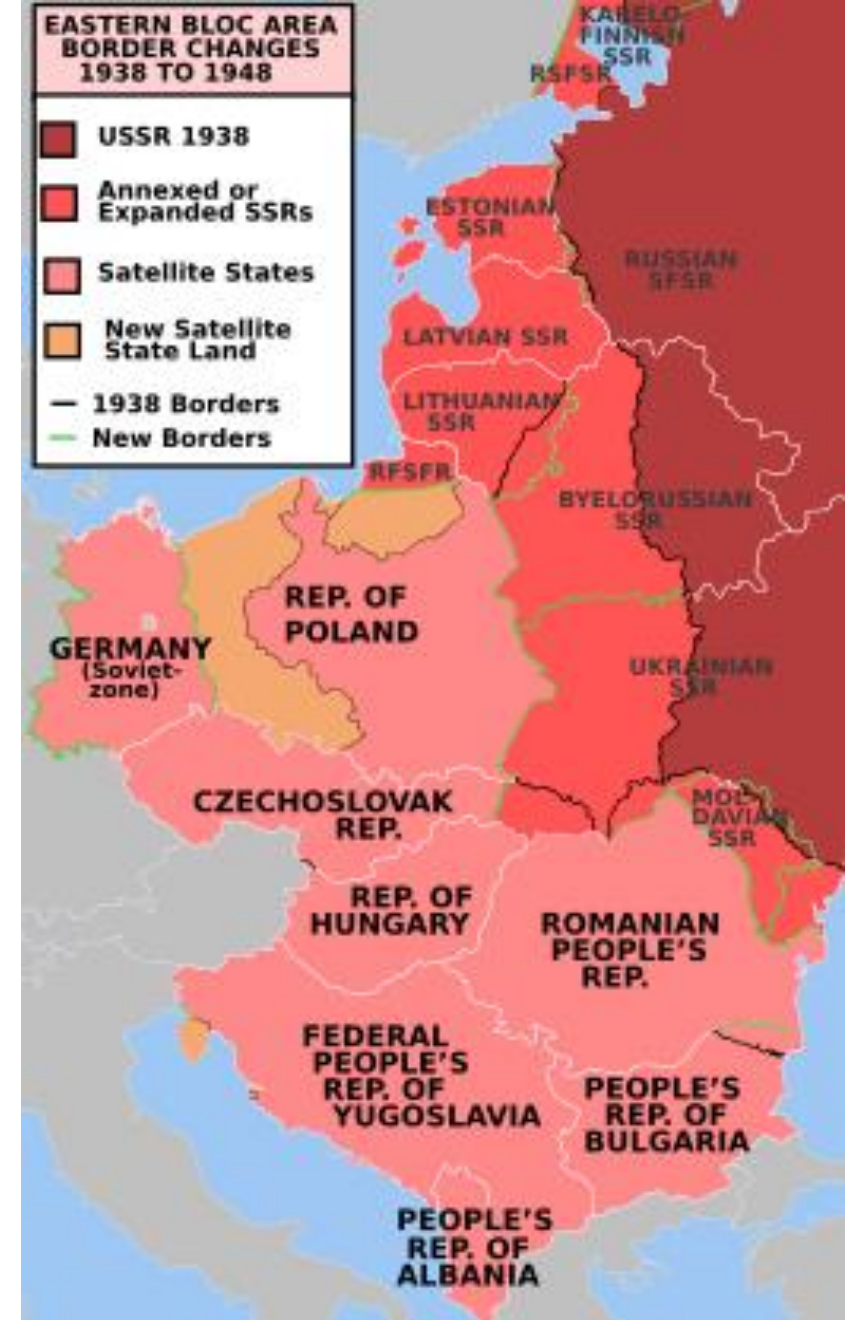 EASTERN BLOC AREA
BORDER CHANGES
1938 TO 1948
USSR 1938
Annexed or
Expanded SSRs
Satellite States
New Satellite
State Land
1938 Borders
New Borders
KARELO-
FINNISH
SSR
RSFSR
ESTONIAN
SSR
RUSSIAN
SFSR
LATVIAN SSR
LITHUANIAN
SSR
RFSFR
BYELORUSSIAN
SSR
REP. OF
POLAND
GERMANY
(Soviet-
zone)
UKRAINIAN
SSR
CZECHOSLOVAK
REP.
MOL-
DAVIAN
SSR
REP. OF
HUNGARY
ROMANIAN
PEOPLE'S
REP.
FEDERAL
PEOPLE'S
REP. OF
YUGOSLAVIA
PEOPLE'S
REP. OF
BULGARIA
PEOPLE'S
REP. OF
ALBANIA